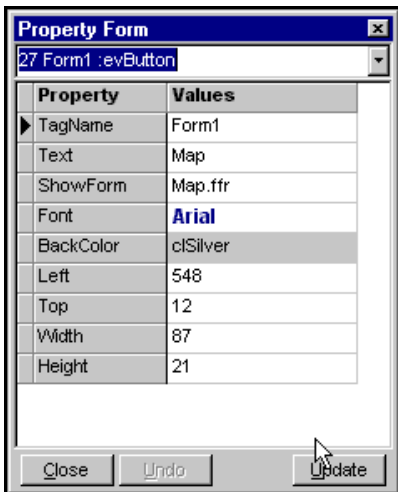 Property Form
27 Form1 :evButton
Property Values
TagName Form1
Text Map
ShowForm Map.ffr
Font Arial
BackColor clSilver
Left 548
Top 12
Width 87
Height 21
Close Undo Update